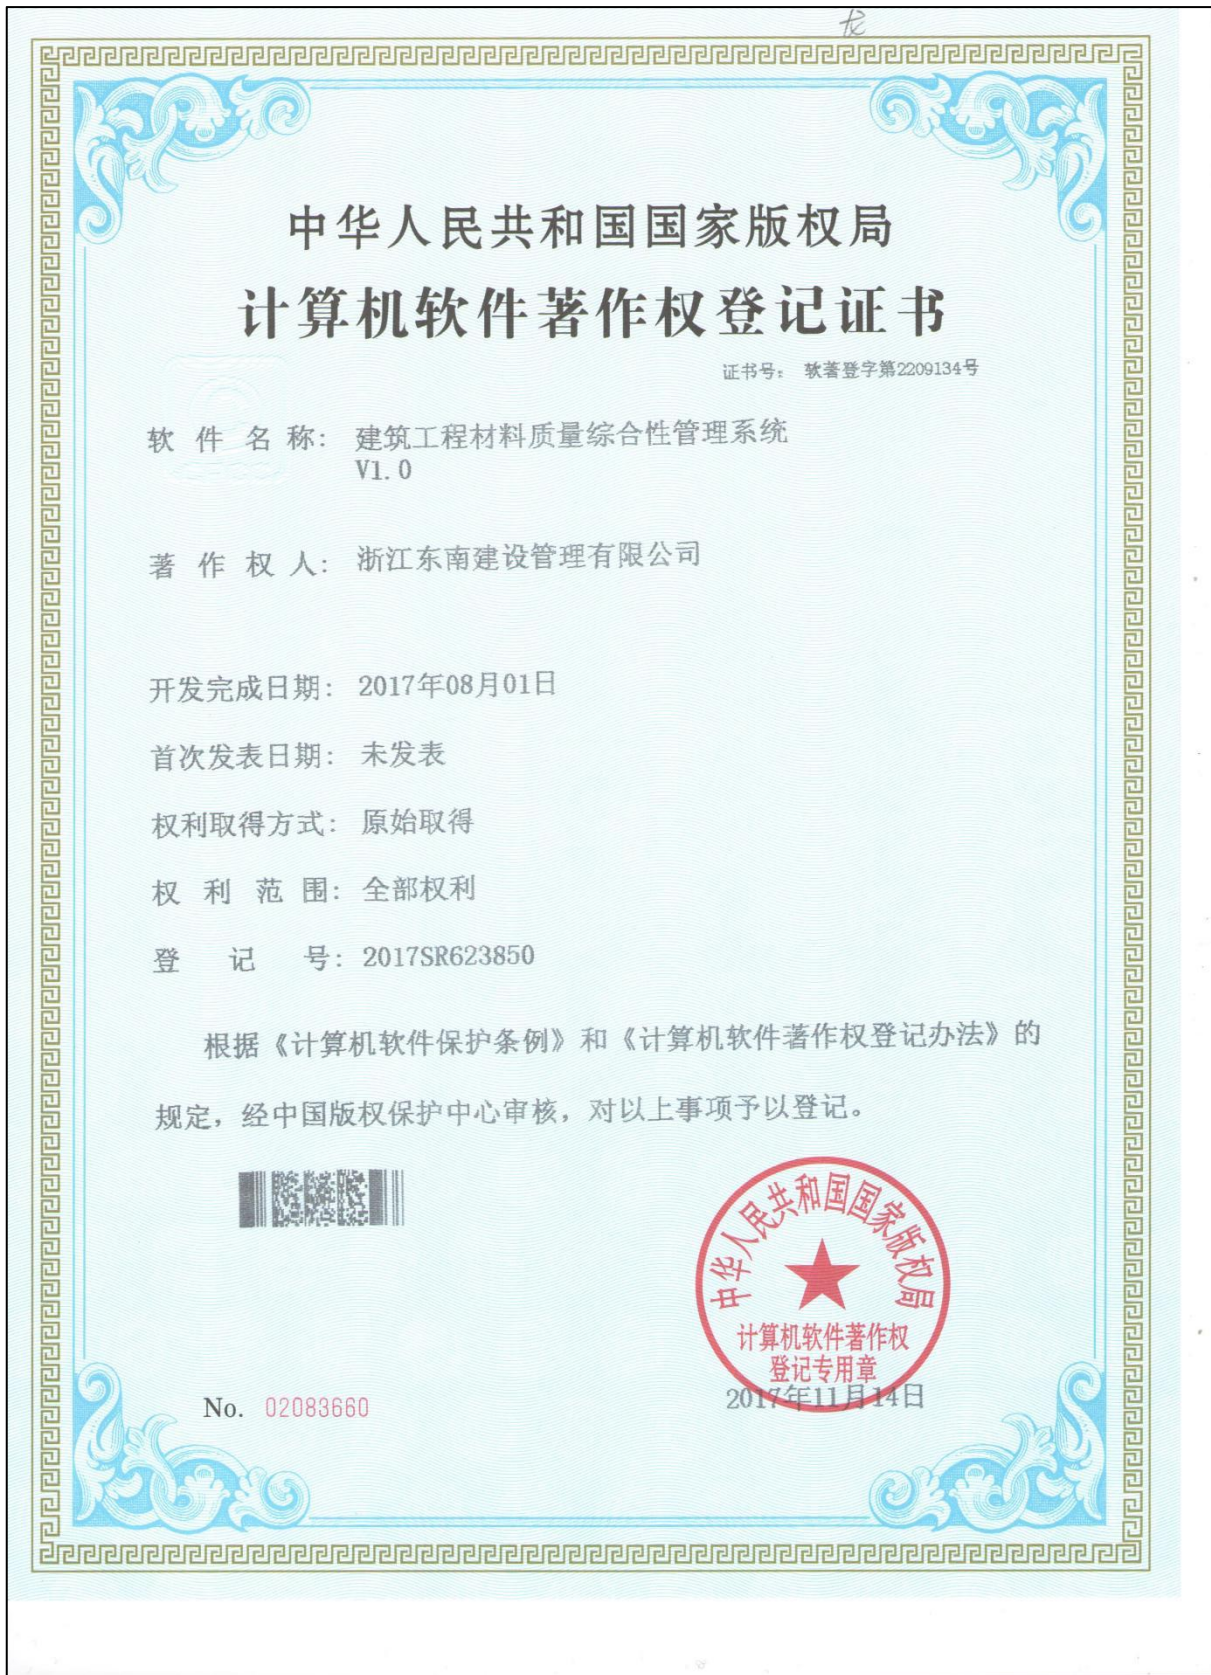 中华人民共和国国家版权局
计算机软件著作权登记证书
证书号： 软著登字第2209134号
软件名称： 建筑工程材料质量综合性管理系统
V1.0
著作权人： 浙江东南建设管理有限公司
开发完成日期： 2017年08月01日
首次发表日期： 未发表
权利取得方式： 原始取得
权利范围： 全部权利
登记号： 2017SR623850
根据《计算机软件保护条例》和《计算机软件著作权登记办法》的
规定，经中国版权保护中心审核，对以上事项予以登记。
中华人民共和国国家版权局
计算机软件著作权
登记专用章
2017年11月14日
No. 02083660